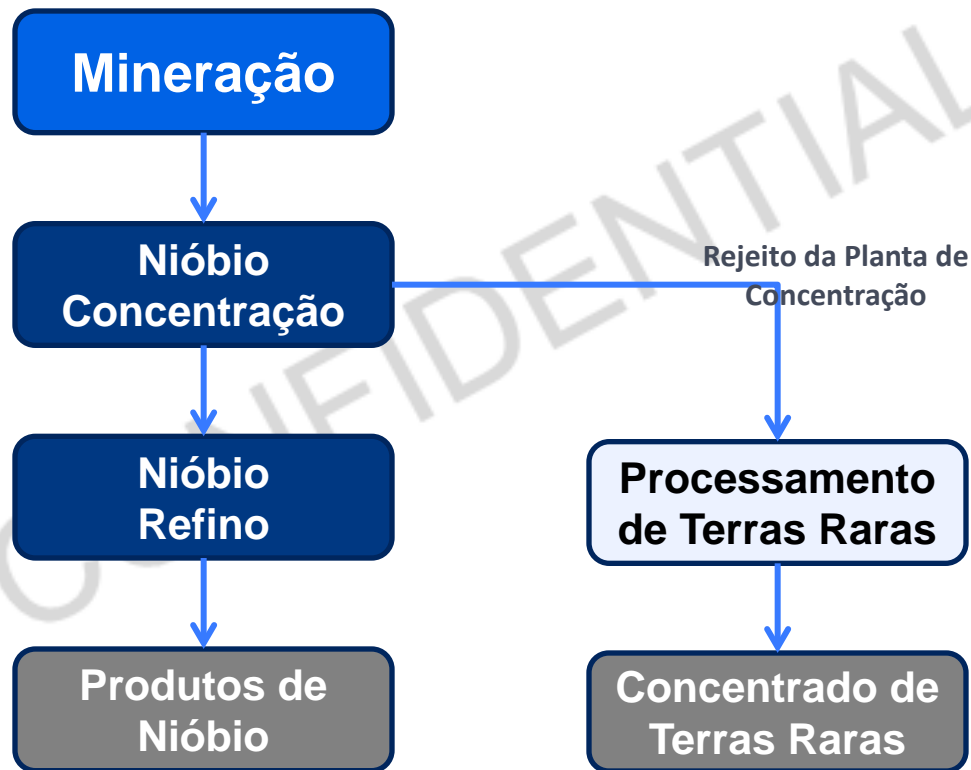 Mineração
Nióbio
Concentração
Rejeito da Planta de
Concentração
Nióbio
Refino
Processamento
de Terras Raras
Produtos de
Nióbio
Concentrado de
Terras Raras
CONFIDENTIAL